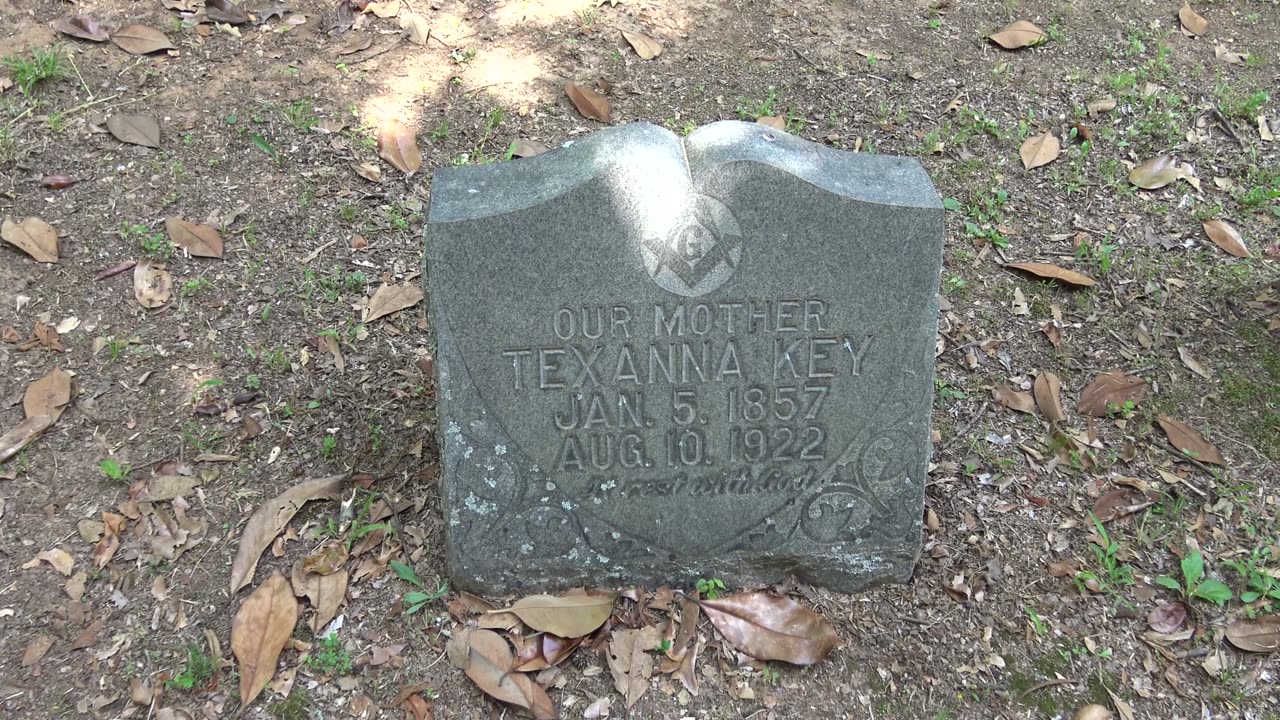 G
OUR MOTHER
TEXANNA KEY
JAN. 5. 1857
AUG. 10. 1922
At rest with God